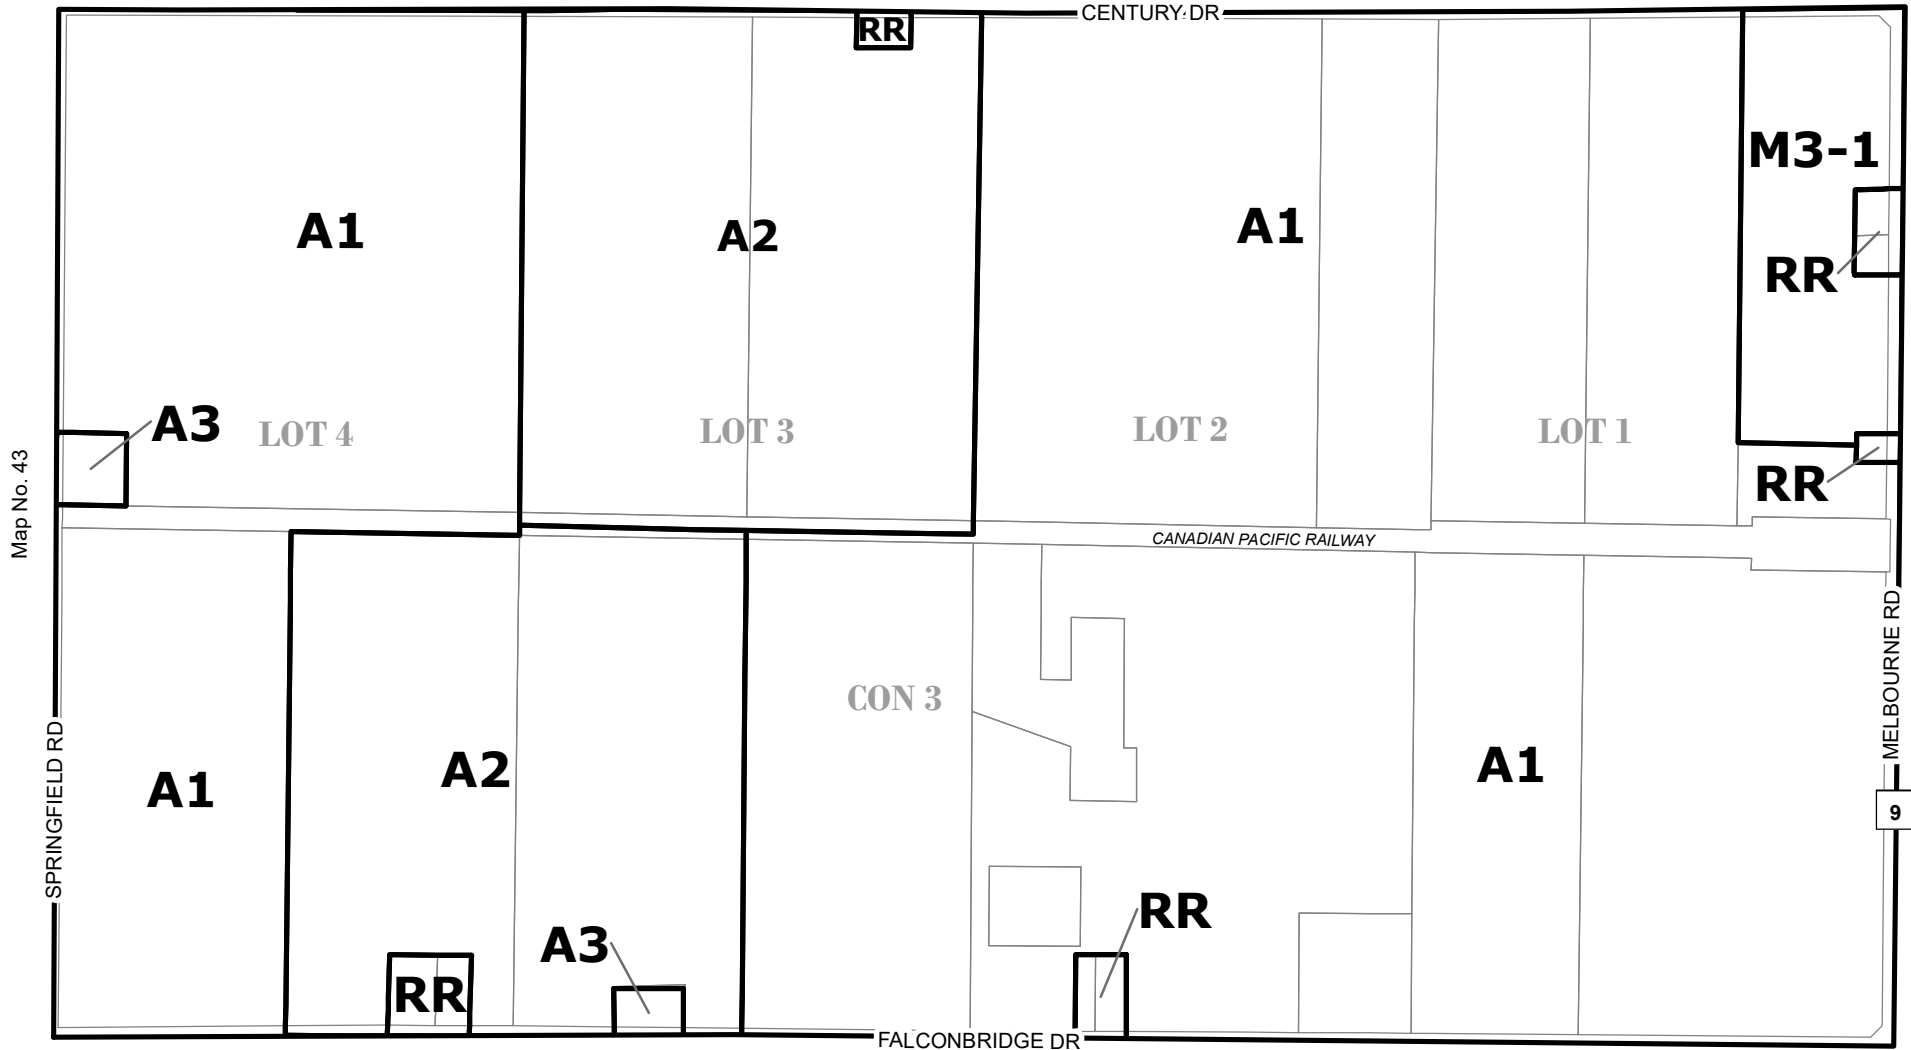 CENTURY DR
RR
M3-1
A1
A2
A1
RR
A3
LOT 4
LOT 3
LOT 2
LOT 1
RR
Map No. 43
CANADIAN PACIFIC RAILWAY
MELBOURNE RD
CON 3
SPRINGFIELD RD
A1
A2
A1
9
A3
RR
RR
FALCONBRIDGE DR